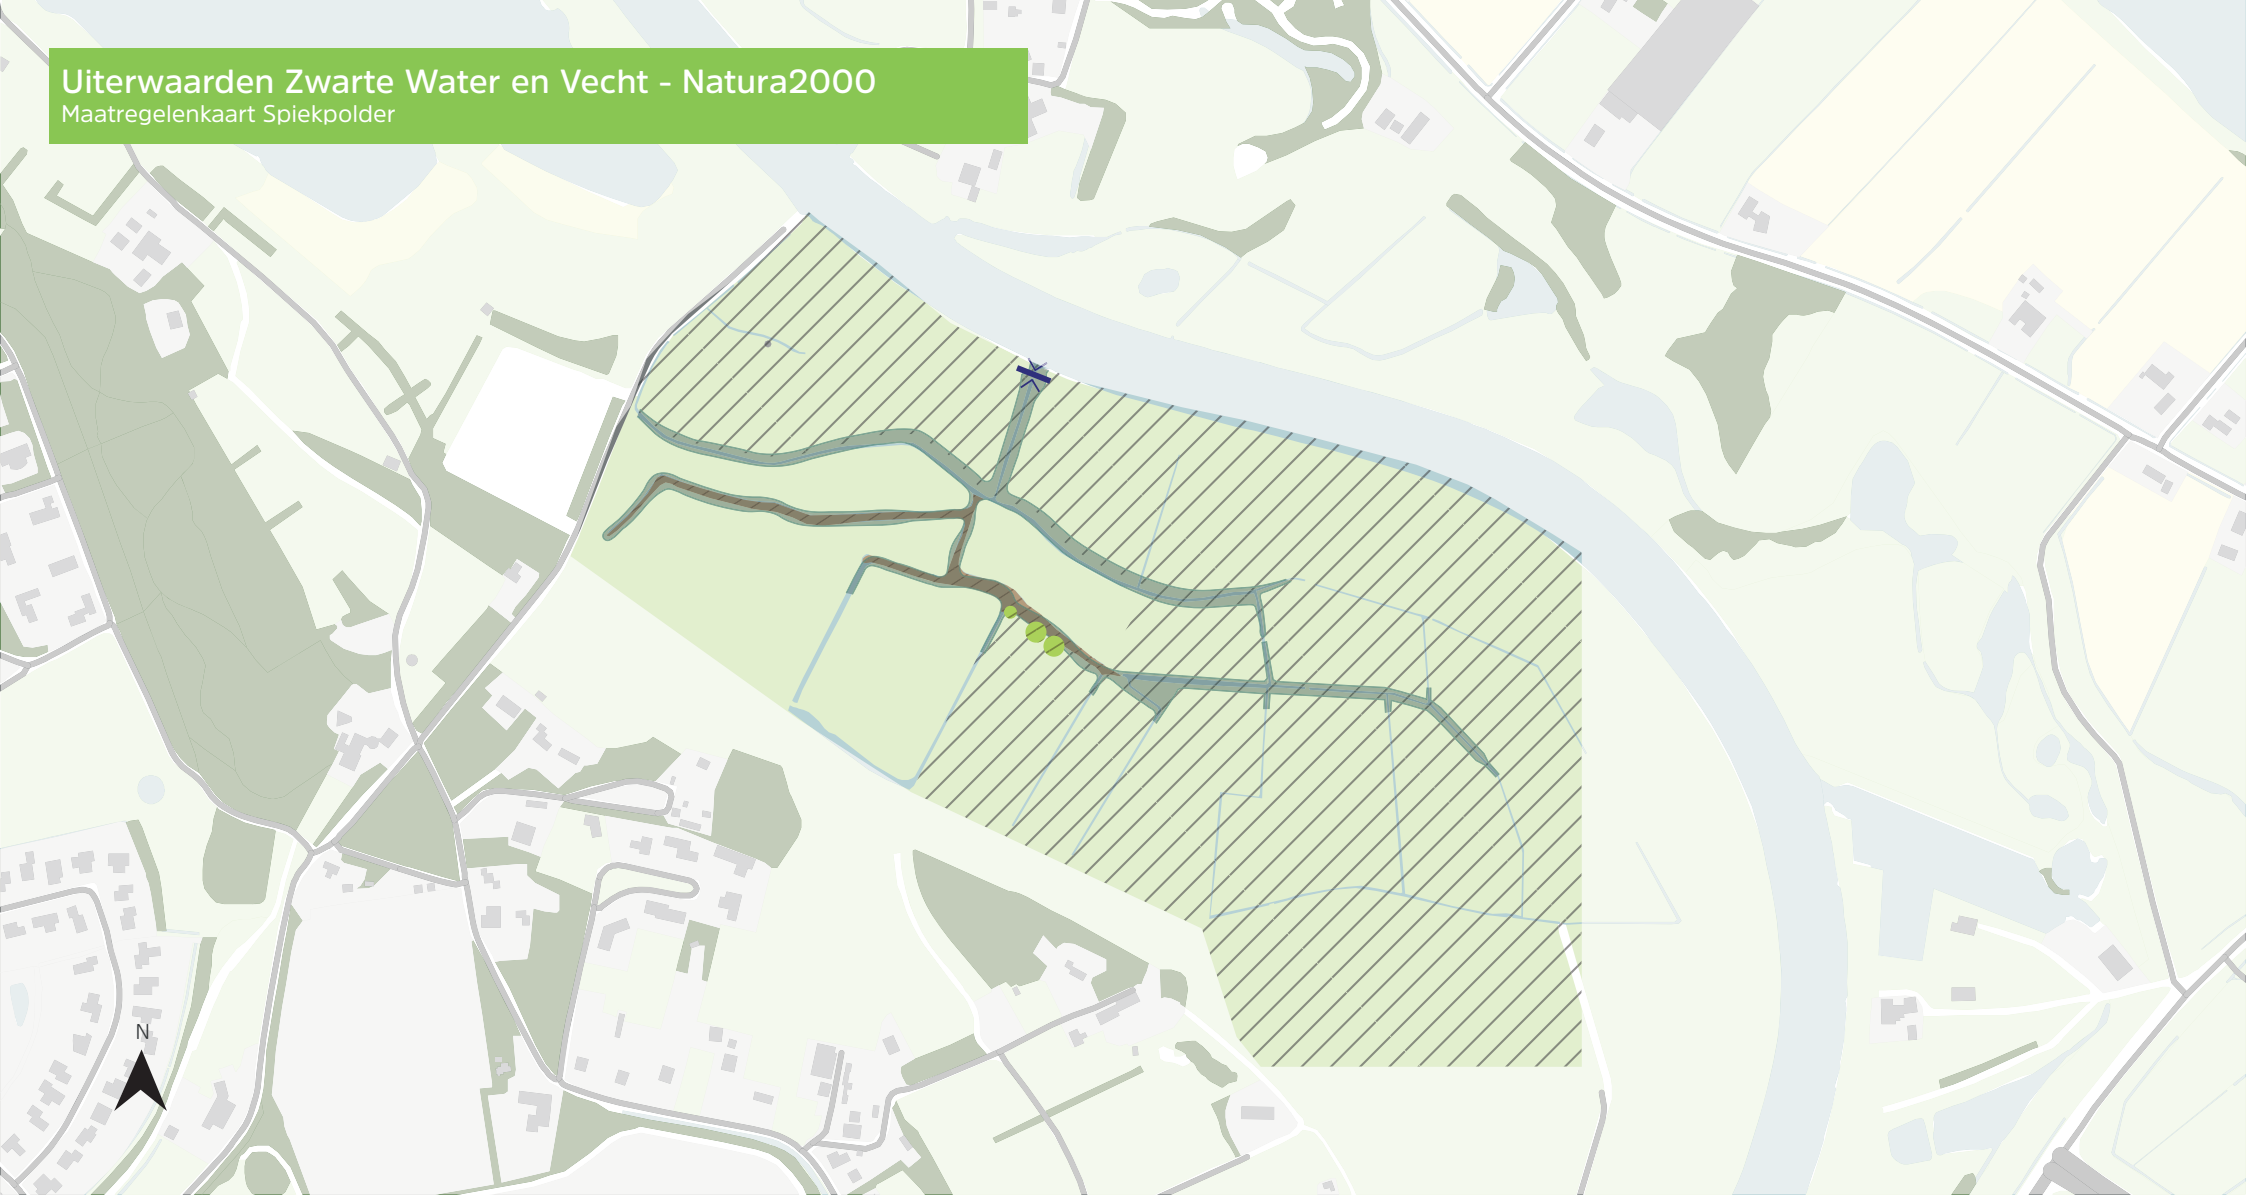 Uiterwaarden Zwarte Water en Vecht - Natura2000
Maatregelenkaart Spiekpolder
N